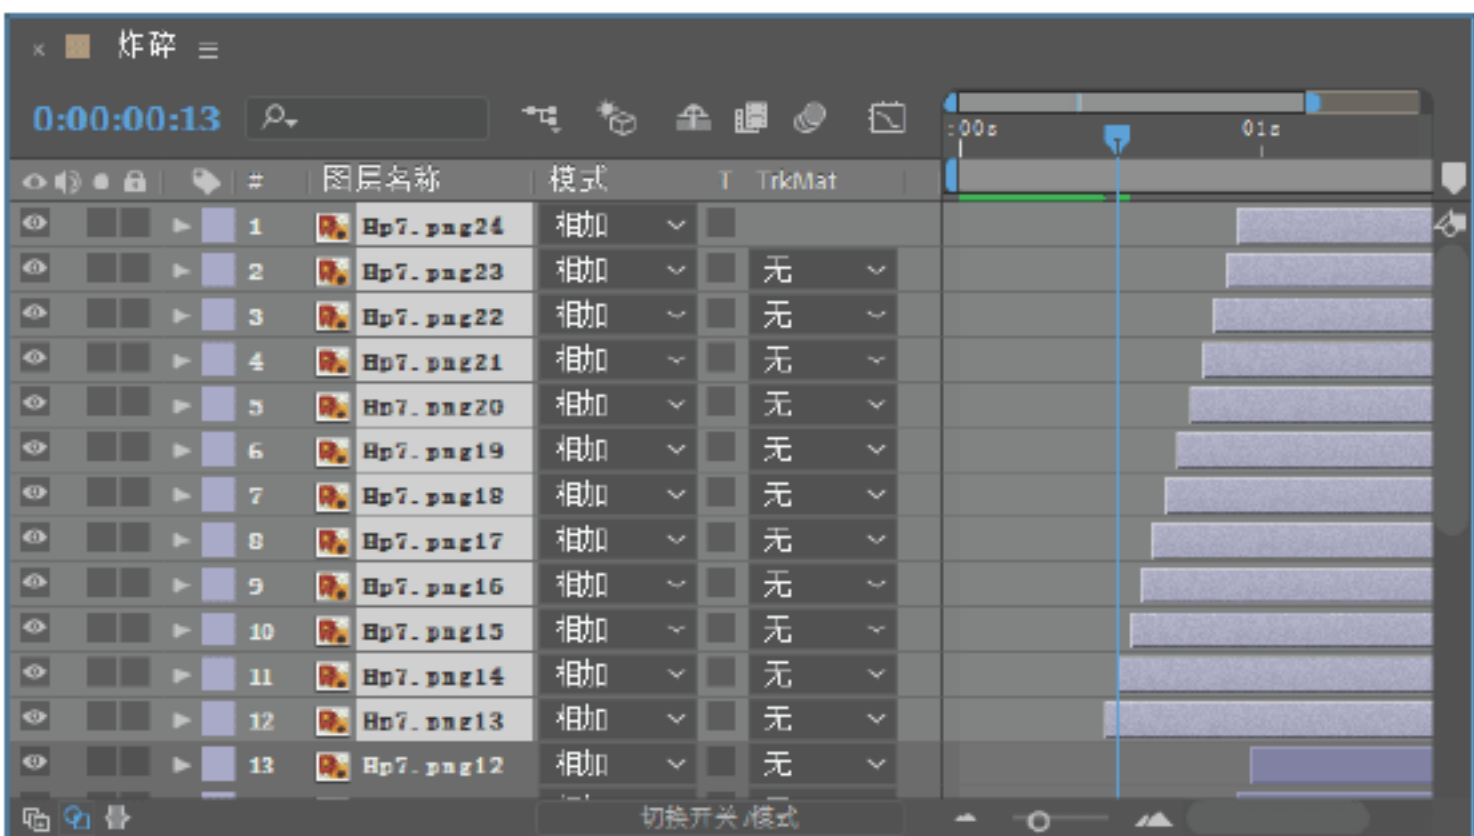 炸碎
0:00:00:13
:00s 01s
# 图层名称 模式 T TrkMat
1 Hp7.png24 相加
2 Hp7.png23 相加 无
3 Hp7.png22 相加 无
4 Hp7.png21 相加 无
5 Hp7.png20 相加 无
6 Hp7.png19 相加 无
7 Hp7.png18 相加 无
8 Hp7.png17 相加 无
9 Hp7.png16 相加 无
10 Hp7.png15 相加 无
11 Hp7.png14 相加 无
12 Hp7.png13 相加 无
13 Hp7.png12 相加 无
切换开关/模式